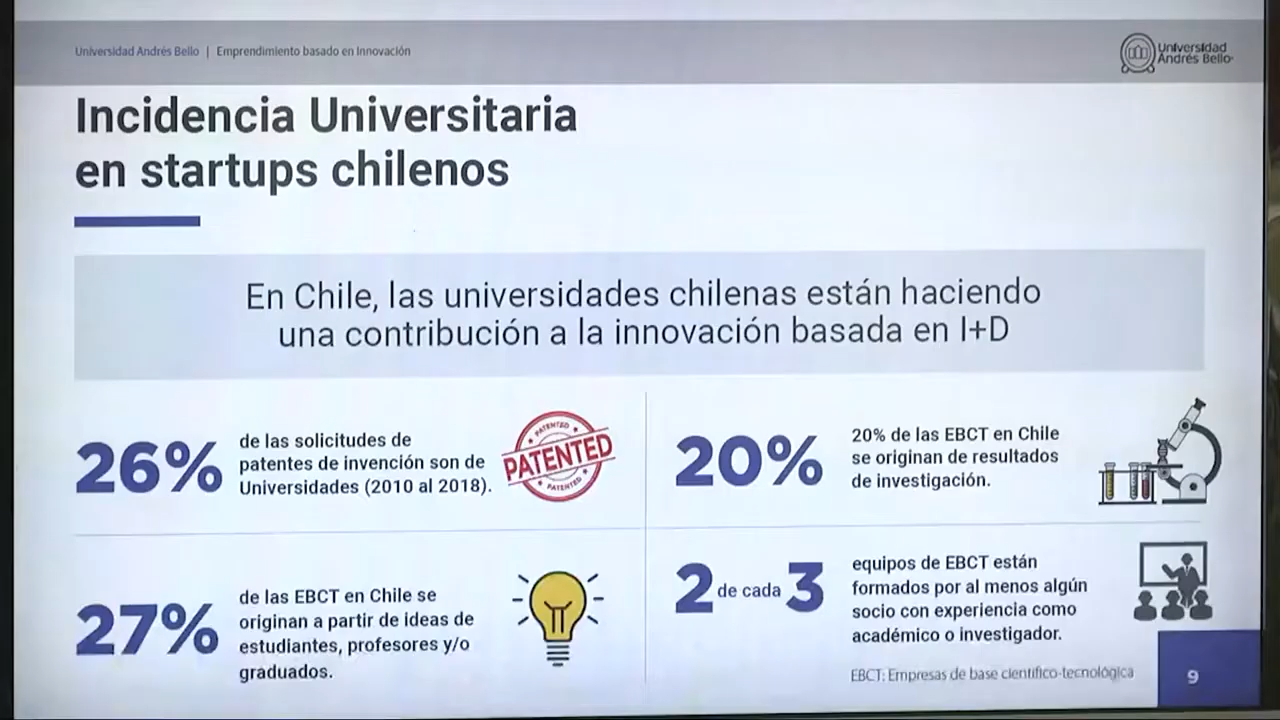 Universidad Andrés Bello | Emprendimiento basado en Innovación
Universidad
Andrés Bello
Incidencia Universitaria
en startups chilenos
En Chile, las universidades chilenas están haciendo
una contribución a la innovación basada en I+D
26%
de las solicitudes de
patentes de invención son de
Universidades (2010 al 2018).
PATENTED
PATENTED
PATENTED
20%
20% de las EBCT en Chile
se originan de resultados
de investigación.
27%
de las EBCT en Chile se
originan a partir de ideas de
estudiantes, profesores y/o
graduados.
2 de cada 3
equipos de EBCT están
formados por al menos algún
socio con experiencia como
académico o investigador.
EBCT: Empresas de base científico-tecnológica
9